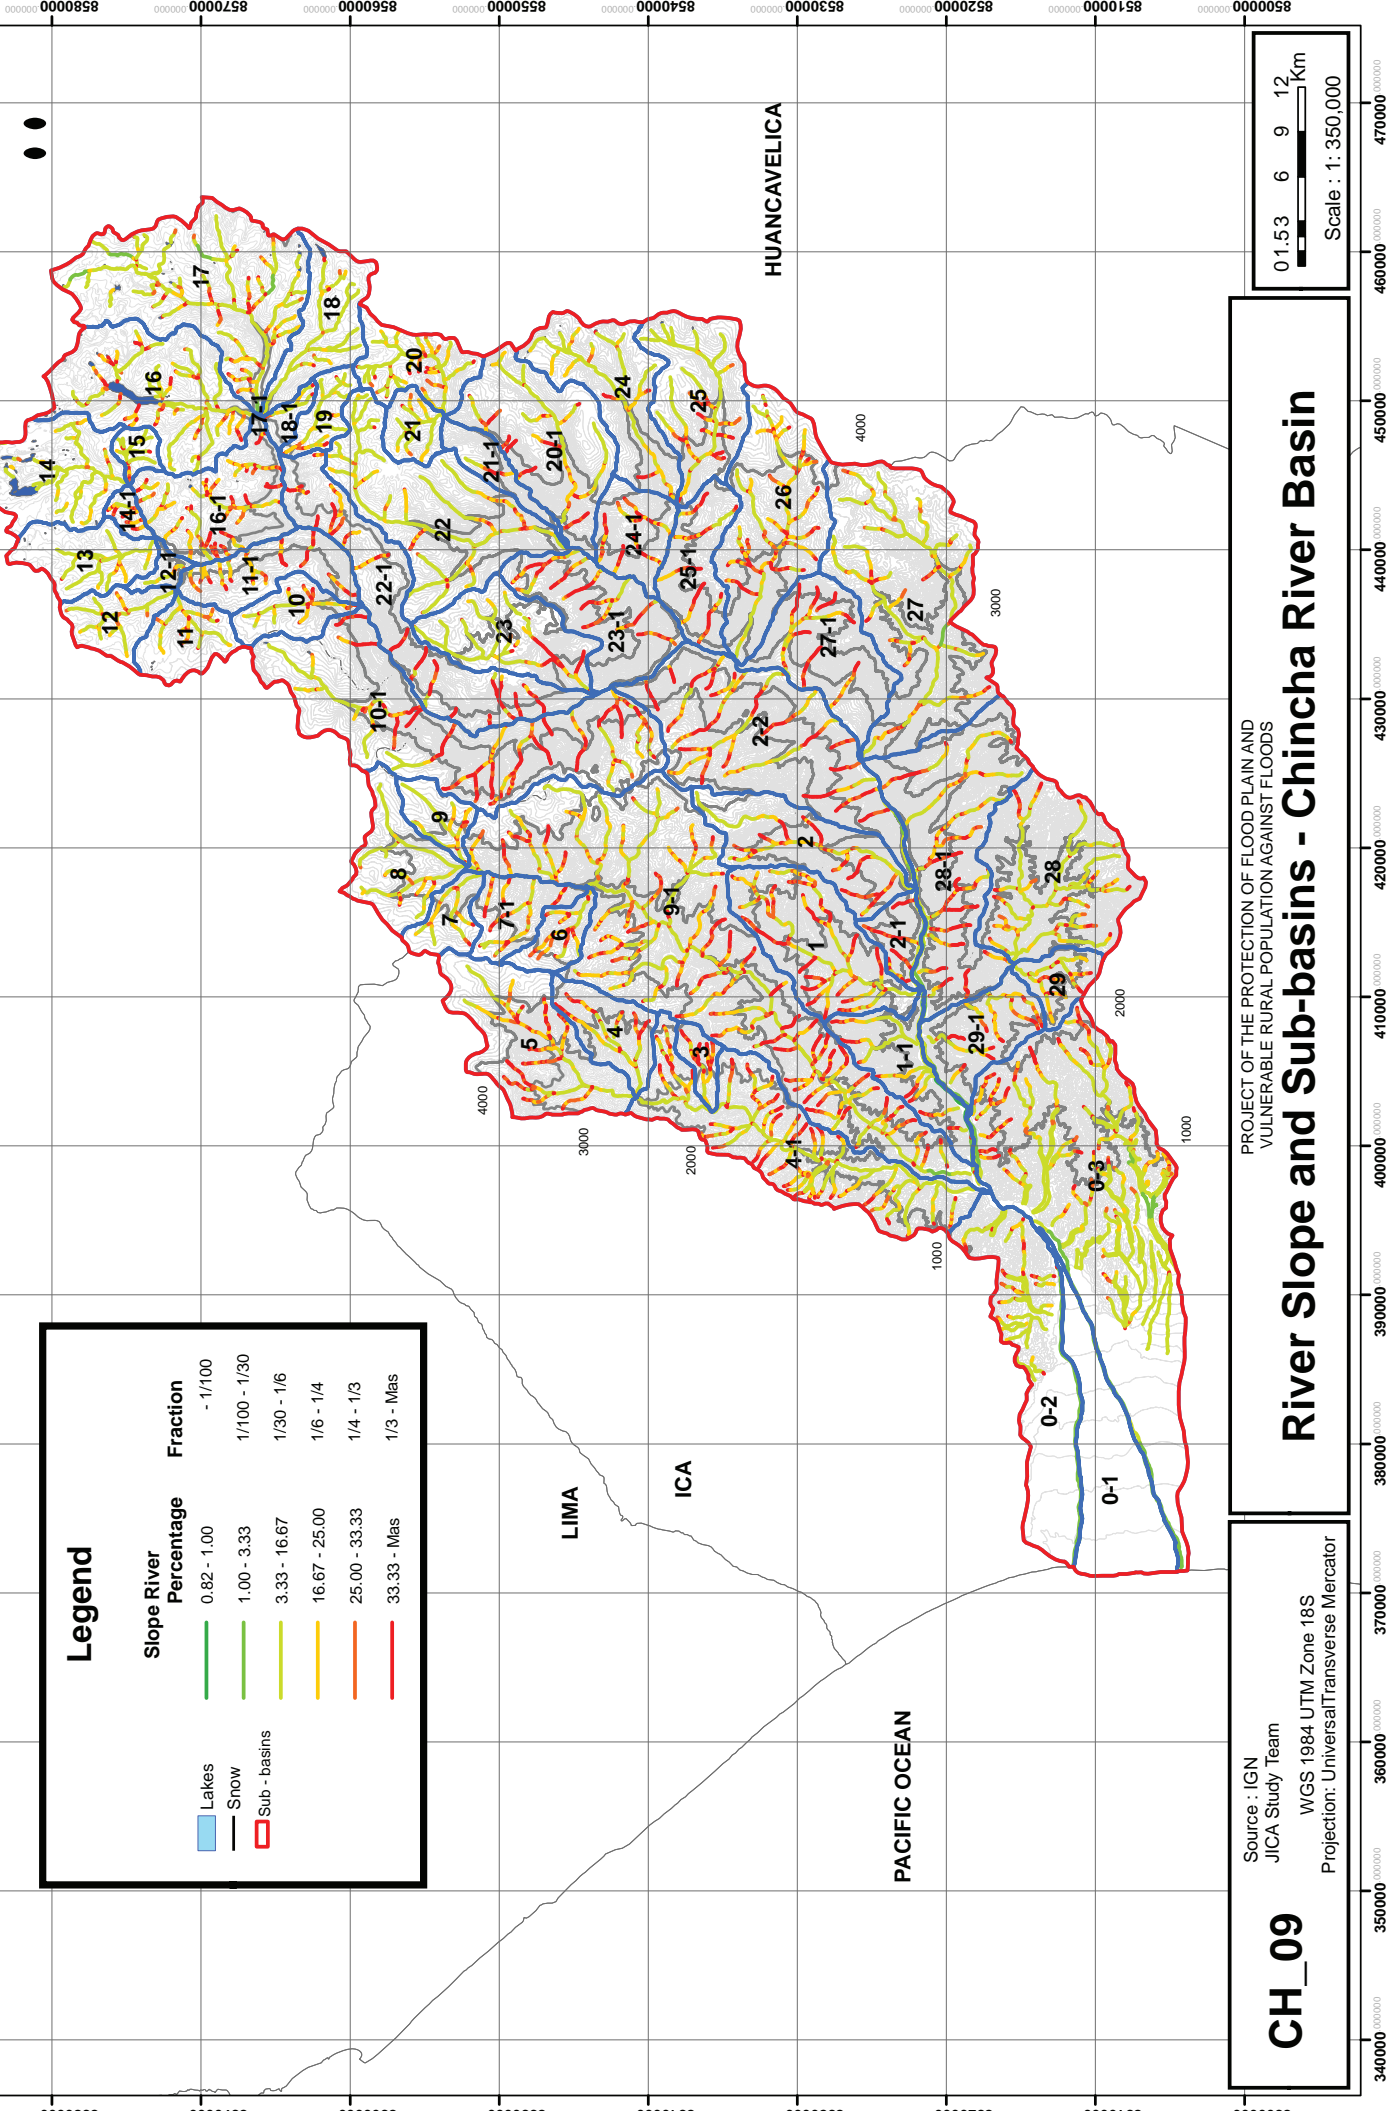 Legend
Slope River
Percentage
Fraction
0.82 - 1.00
- 1/100
1.00 - 3.33
1/100 - 1/30
3.33 - 16.67
1/30 - 1/6
16.67 - 25.00
1/6 - 1/4
25.00 - 33.33
1/4 - 1/3
33.33 - Mas
1/3 - Mas
Lakes
Snow
Sub - basins
LIMA
ICA
PACIFIC OCEAN
HUANCAVELICA
14
13
12
11
12-1
14-1
15
16
17
18
17-1
18-1
19
16-1
11-1
10
10-1
20
21
22
22-1
21-1
20-1
24
25
23
23-1
24-1
25-1
26
27
27-1
2-2
9
8
7
7-1
6
9-1
5
4
3
4-1
2
1
2-1
1-1
28-1
28
29
29-1
0-3
0-2
0-1
4000
3000
2000
1000
4000
3000
2000
1000
8580000
8570000
8560000
8550000
8540000
8530000
8520000
8510000
8500000
340000
350000
360000
370000
380000
390000
400000
410000
420000
430000
440000
450000
460000
470000
CH_09
Source : IGN
JICA Study Team
WGS 1984 UTM Zone 18S
Projection: UniversalTransverse Mercator
PROJECT OF THE PROTECTION OF FLOOD PLAIN AND
VULNERABLE RURAL POPULATION AGAINST FLOODS
River Slope and Sub-basins - Chincha River Basin
0 1.5 3 6 9 12
Km
Scale : 1: 350,000